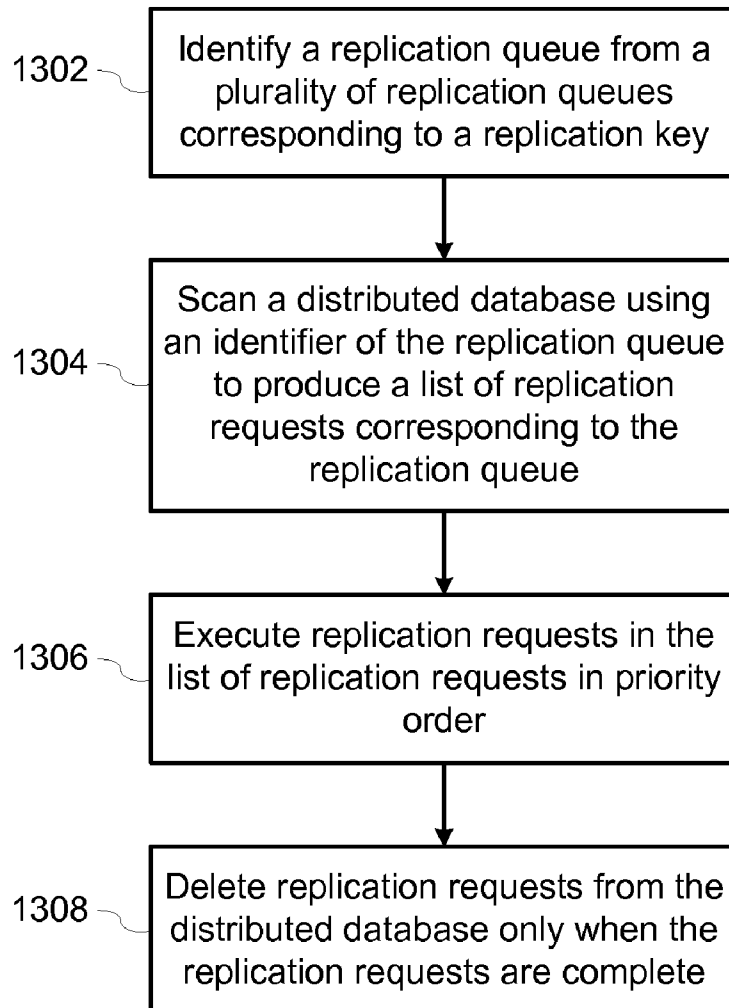 1302
Identify a replication queue from a
plurality of replication queues
corresponding to a replication key
1304
Scan a distributed database using
an identifier of the replication queue
to produce a list of replication
requests corresponding to the
replication queue
1306
Execute replication requests in the
list of replication requests in priority
order
1308
Delete replication requests from the
distributed database only when the
replication requests are complete